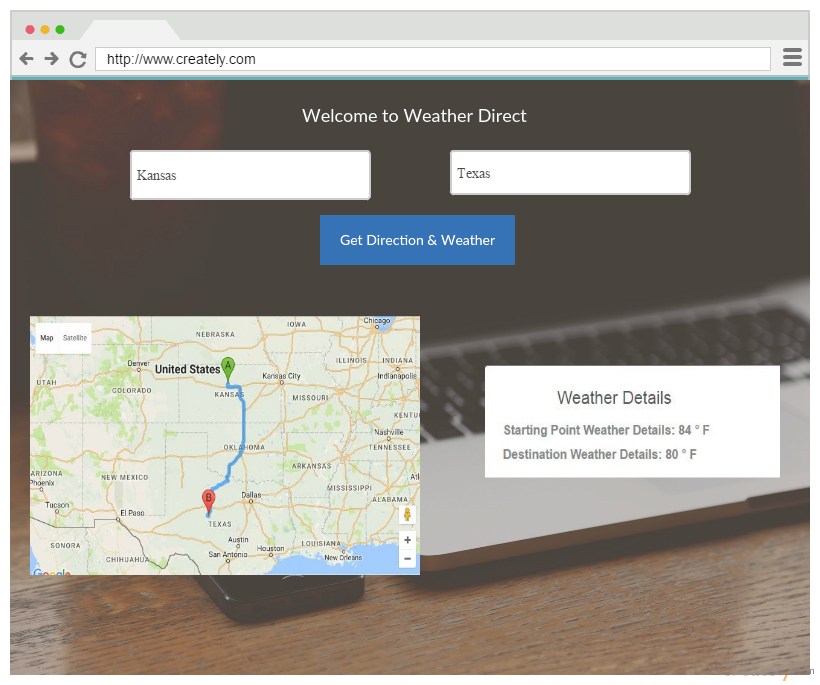 http://www.creately.com
Welcome to Weather Direct
Kansas
Texas
Get Direction & Weather
Map Satellite
Chicago
IOWA
NEBRASKA
ILLINOIS
INDIANA
Denver
United States
A
Kansas City
Indianapolis
UTAH
COLORADO
KANSAS
MISSOURI
KENTU
Nashville
OKLAHOMA
TENNESSEE
ARKANSAS
ARIZONA
NEW MEXICO
Phoenix
MISSISSIPPI
B
Dallas
ALABAMA
Tucson
El Paso
TEXAS
Austin
SONORA
Houston
LOUISIANA
San Antonio
New Orleans
CHIHUAHUA
Google
+
−
Weather Details
Starting Point Weather Details: 84 ° F
Destination Weather Details: 80 ° F